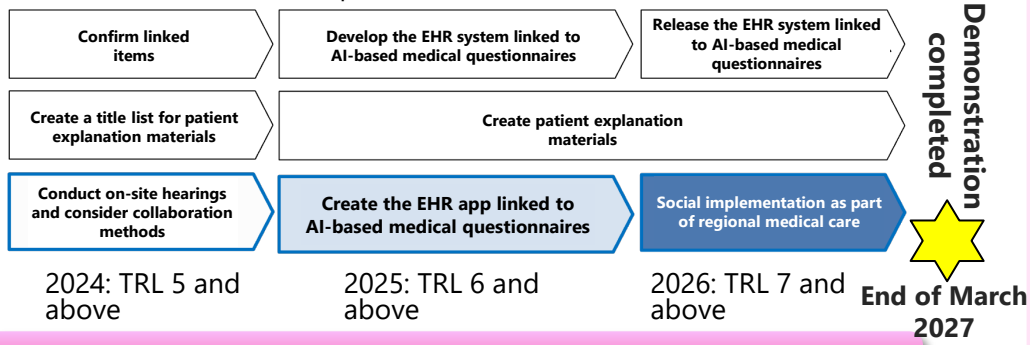 Confirm linked
items
Develop the EHR system linked to
AI-based medical questionnaires
Release the EHR system linked
to AI-based medical
questionnaires
Create a title list for patient
explanation materials
Create patient explanation
materials
Conduct on-site hearings
and consider collaboration
methods
Create the EHR app linked to
AI-based medical questionnaires
Social implementation as part
of regional medical care
Demonstration
completed
2024: TRL 5 and
above
2025: TRL 6 and
above
2026: TRL 7 and
above
End of March
2027